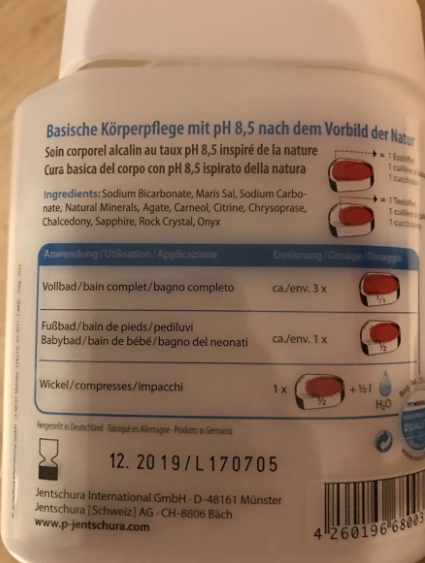 Basische Körperpflege mit pH 8,5 nach dem Vorbild der Natur
Soin corporel alcalin au taux pH 8,5 inspiré de la nature
Cura basica del corpo con pH 8,5 ispirato della natura
= 1 Esslöffel
1 cuillère
1 cucchiaio
Ingredients: Sodium Bicarbonate, Maris Sal, Sodium Carbo-
nate, Natural Minerals, Agate, Carneol, Citrine, Chrysoprase,
Chalcedony, Sapphire, Rock Crystal, Onyx
= 1 Teelöffel
1 cuillère
Anwendung/Utilisation/Applicazione Dosierung/Dosage/Dosaggio
Vollbad/bain complet/bagno completo ca./env. 3 x 1/1
Fußbad/bain de pieds/pediluvi
Babybad/bain de bébé/bagno del neonati ca./env. 1 x ½
Wickel/compresses/impacchi 1 x ½ + ½ l H₂O
Hergestellt in Deutschland · Fabriqué en Allemagne · Prodotto in Germania
12. 2019/L170705
Jentschura International GmbH · D-48161 Münster
Jentschura [Schweiz] AG · CH-8806 Bäch
www.p-jentschura.com
4 260196 68003